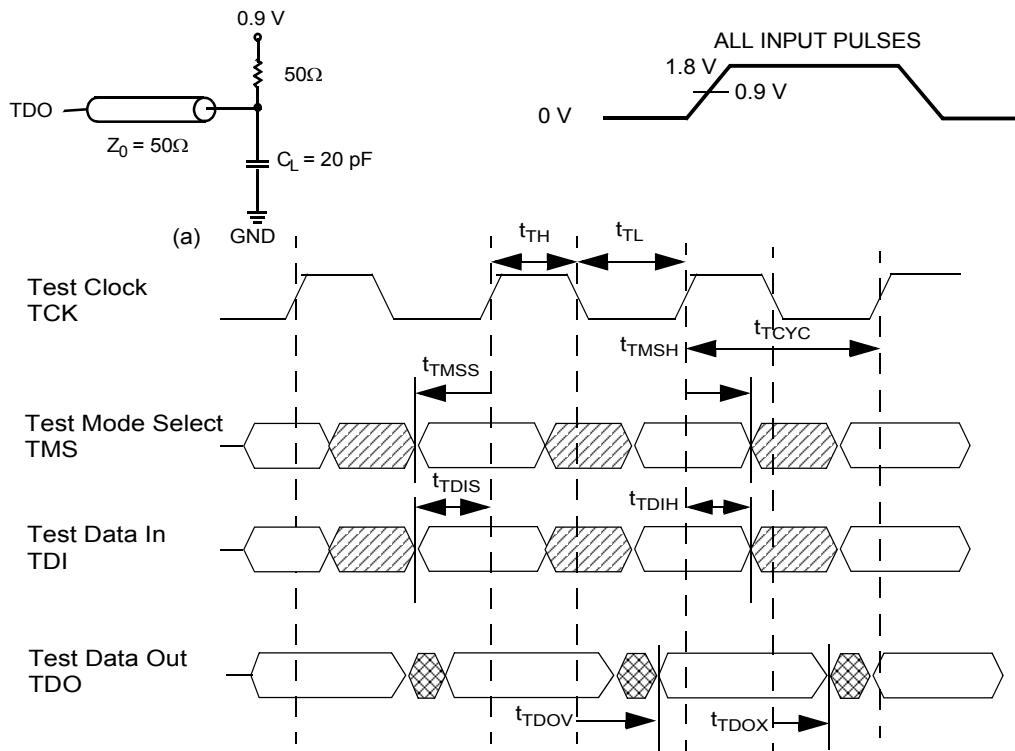 0.9 V
ALL INPUT PULSES
50Ω
1.8 V
0.9 V
TDO
0 V
Z0 = 50Ω
CL = 20 pF
(a)
GND
tTH
tTL
Test Clock
TCK
tTMSH
tTCYC
tTMSS
Test Mode Select
TMS
tTDIS
tTDIH
Test Data In
TDI
Test Data Out
TDO
tTDOV
tTDOX